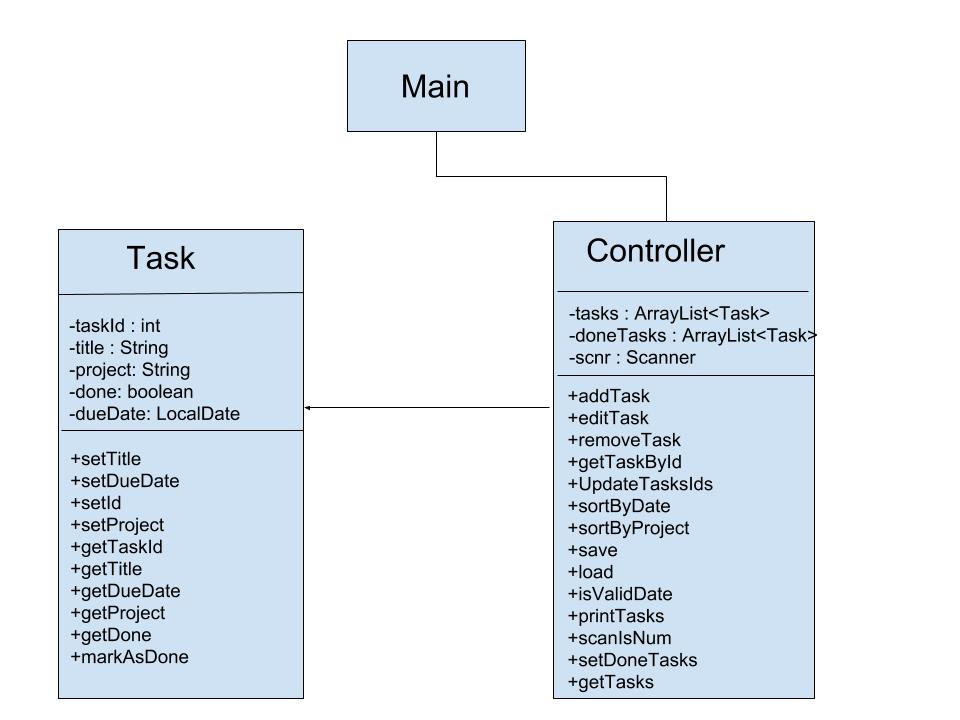 Main
Task
-taskId : int
-title : String
-project: String
-done: boolean
-dueDate: LocalDate
+setTitle
+setDueDate
+setId
+setProject
+getTaskId
+getTitle
+getDueDate
+getProject
+getDone
+markAsDone
Controller
-tasks : ArrayList<Task>
-doneTasks : ArrayList<Task>
-scnr : Scanner
+addTask
+editTask
+removeTask
+getTaskById
+UpdateTasksIds
+sortByDate
+sortByProject
+save
+load
+isValidDate
+printTasks
+scanIsNum
+setDoneTasks
+getTasks